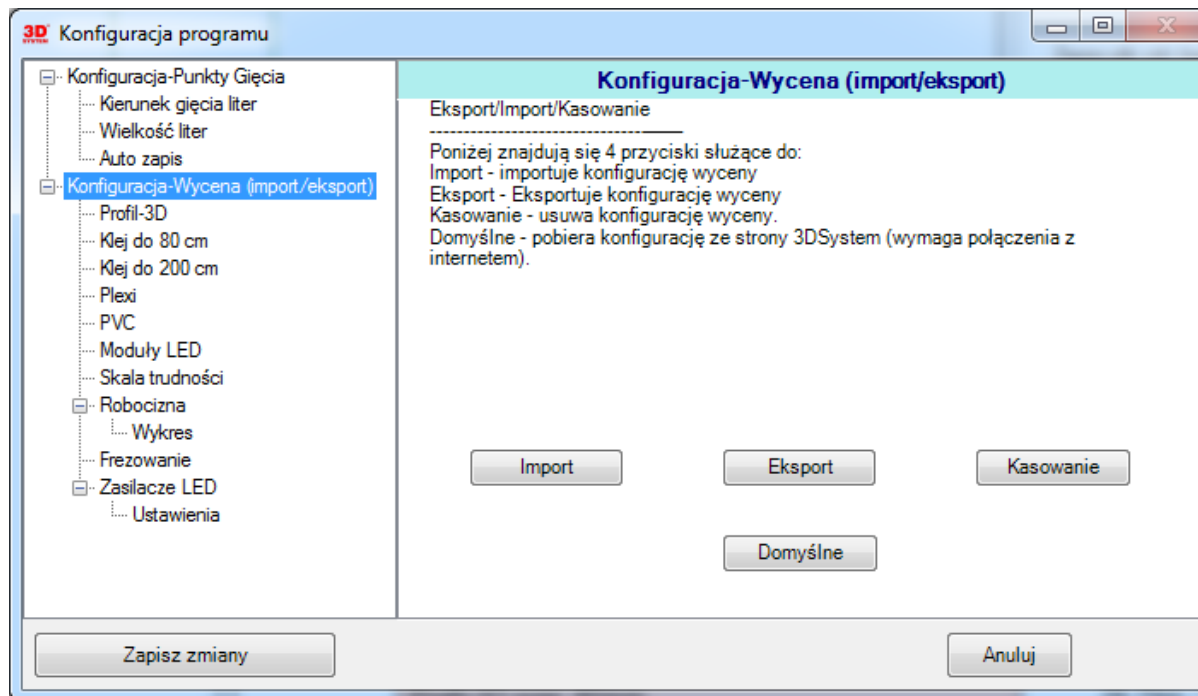 3D SYSTEM Konfiguracja programu
Konfiguracja-Punkty Gięcia
Kierunek gięcia liter
Wielkość liter
Auto zapis
Konfiguracja-Wycena (import/eksport)
Profil-3D
Klej do 80 cm
Klej do 200 cm
Plexi
PVC
Moduły LED
Skala trudności
Robocizna
Wykres
Frezowanie
Zasilacze LED
Ustawienia
Konfiguracja-Wycena (import/eksport)
Eksport/Import/Kasowanie
------------------------------------
Poniżej znajdują się 4 przyciski służące do:
Import - importuje konfigurację wyceny
Eksport - Eksportuje konfigurację wyceny
Kasowanie - usuwa konfigurację wyceny.
Domyślne - pobiera konfigurację ze strony 3DSystem (wymaga połączenia z
internetem).
Import Eksport Kasowanie
Domyślne
Zapisz zmiany Anuluj